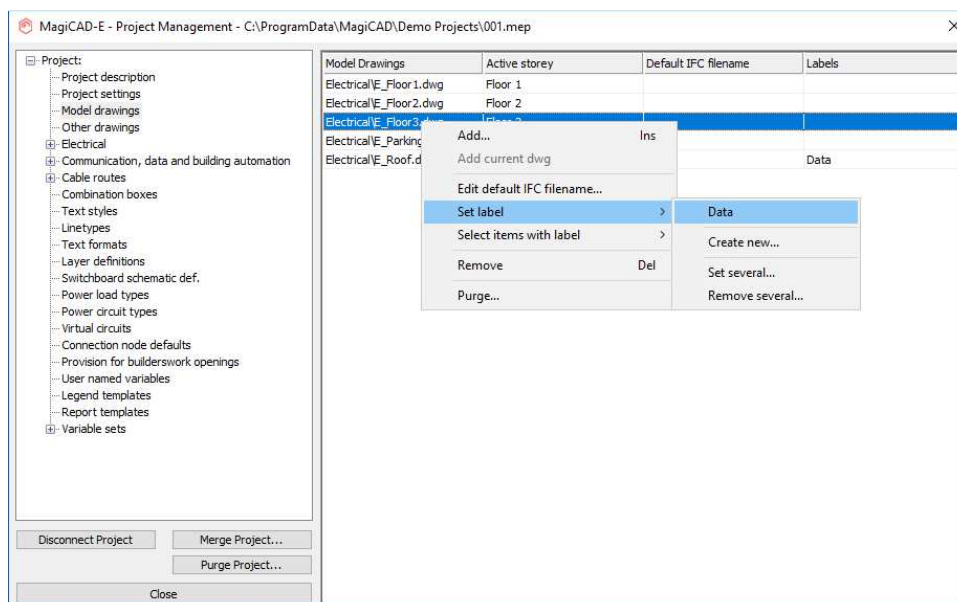 MagiCAD-E - Project Management - C:\ProgramData\MagiCAD\Demo Projects\001.mep
Project:
Project description
Project settings
Model drawings
Other drawings
Electrical
Communication, data and building automation
Cable routes
Combination boxes
Text styles
Linetypes
Text formats
Layer definitions
Switchboard schematic def.
Power load types
Power circuit types
Virtual circuits
Connection node defaults
Provision for builderswork openings
User named variables
Legend templates
Report templates
Variable sets
Disconnect Project
Merge Project...
Purge Project...
Close
Model Drawings Active storey Default IFC filename Labels
Electrical\E_Floor1.dwg Floor 1
Electrical\E_Floor2.dwg Floor 2
Electrical\E_Floor3.dwg
Electrical\E_Parking
Electrical\E_Roof.d Data
Add... Ins
Add current dwg
Edit default IFC filename...
Set label >
Select items with label >
Remove Del
Purge...
Data
Create new...
Set several...
Remove several...